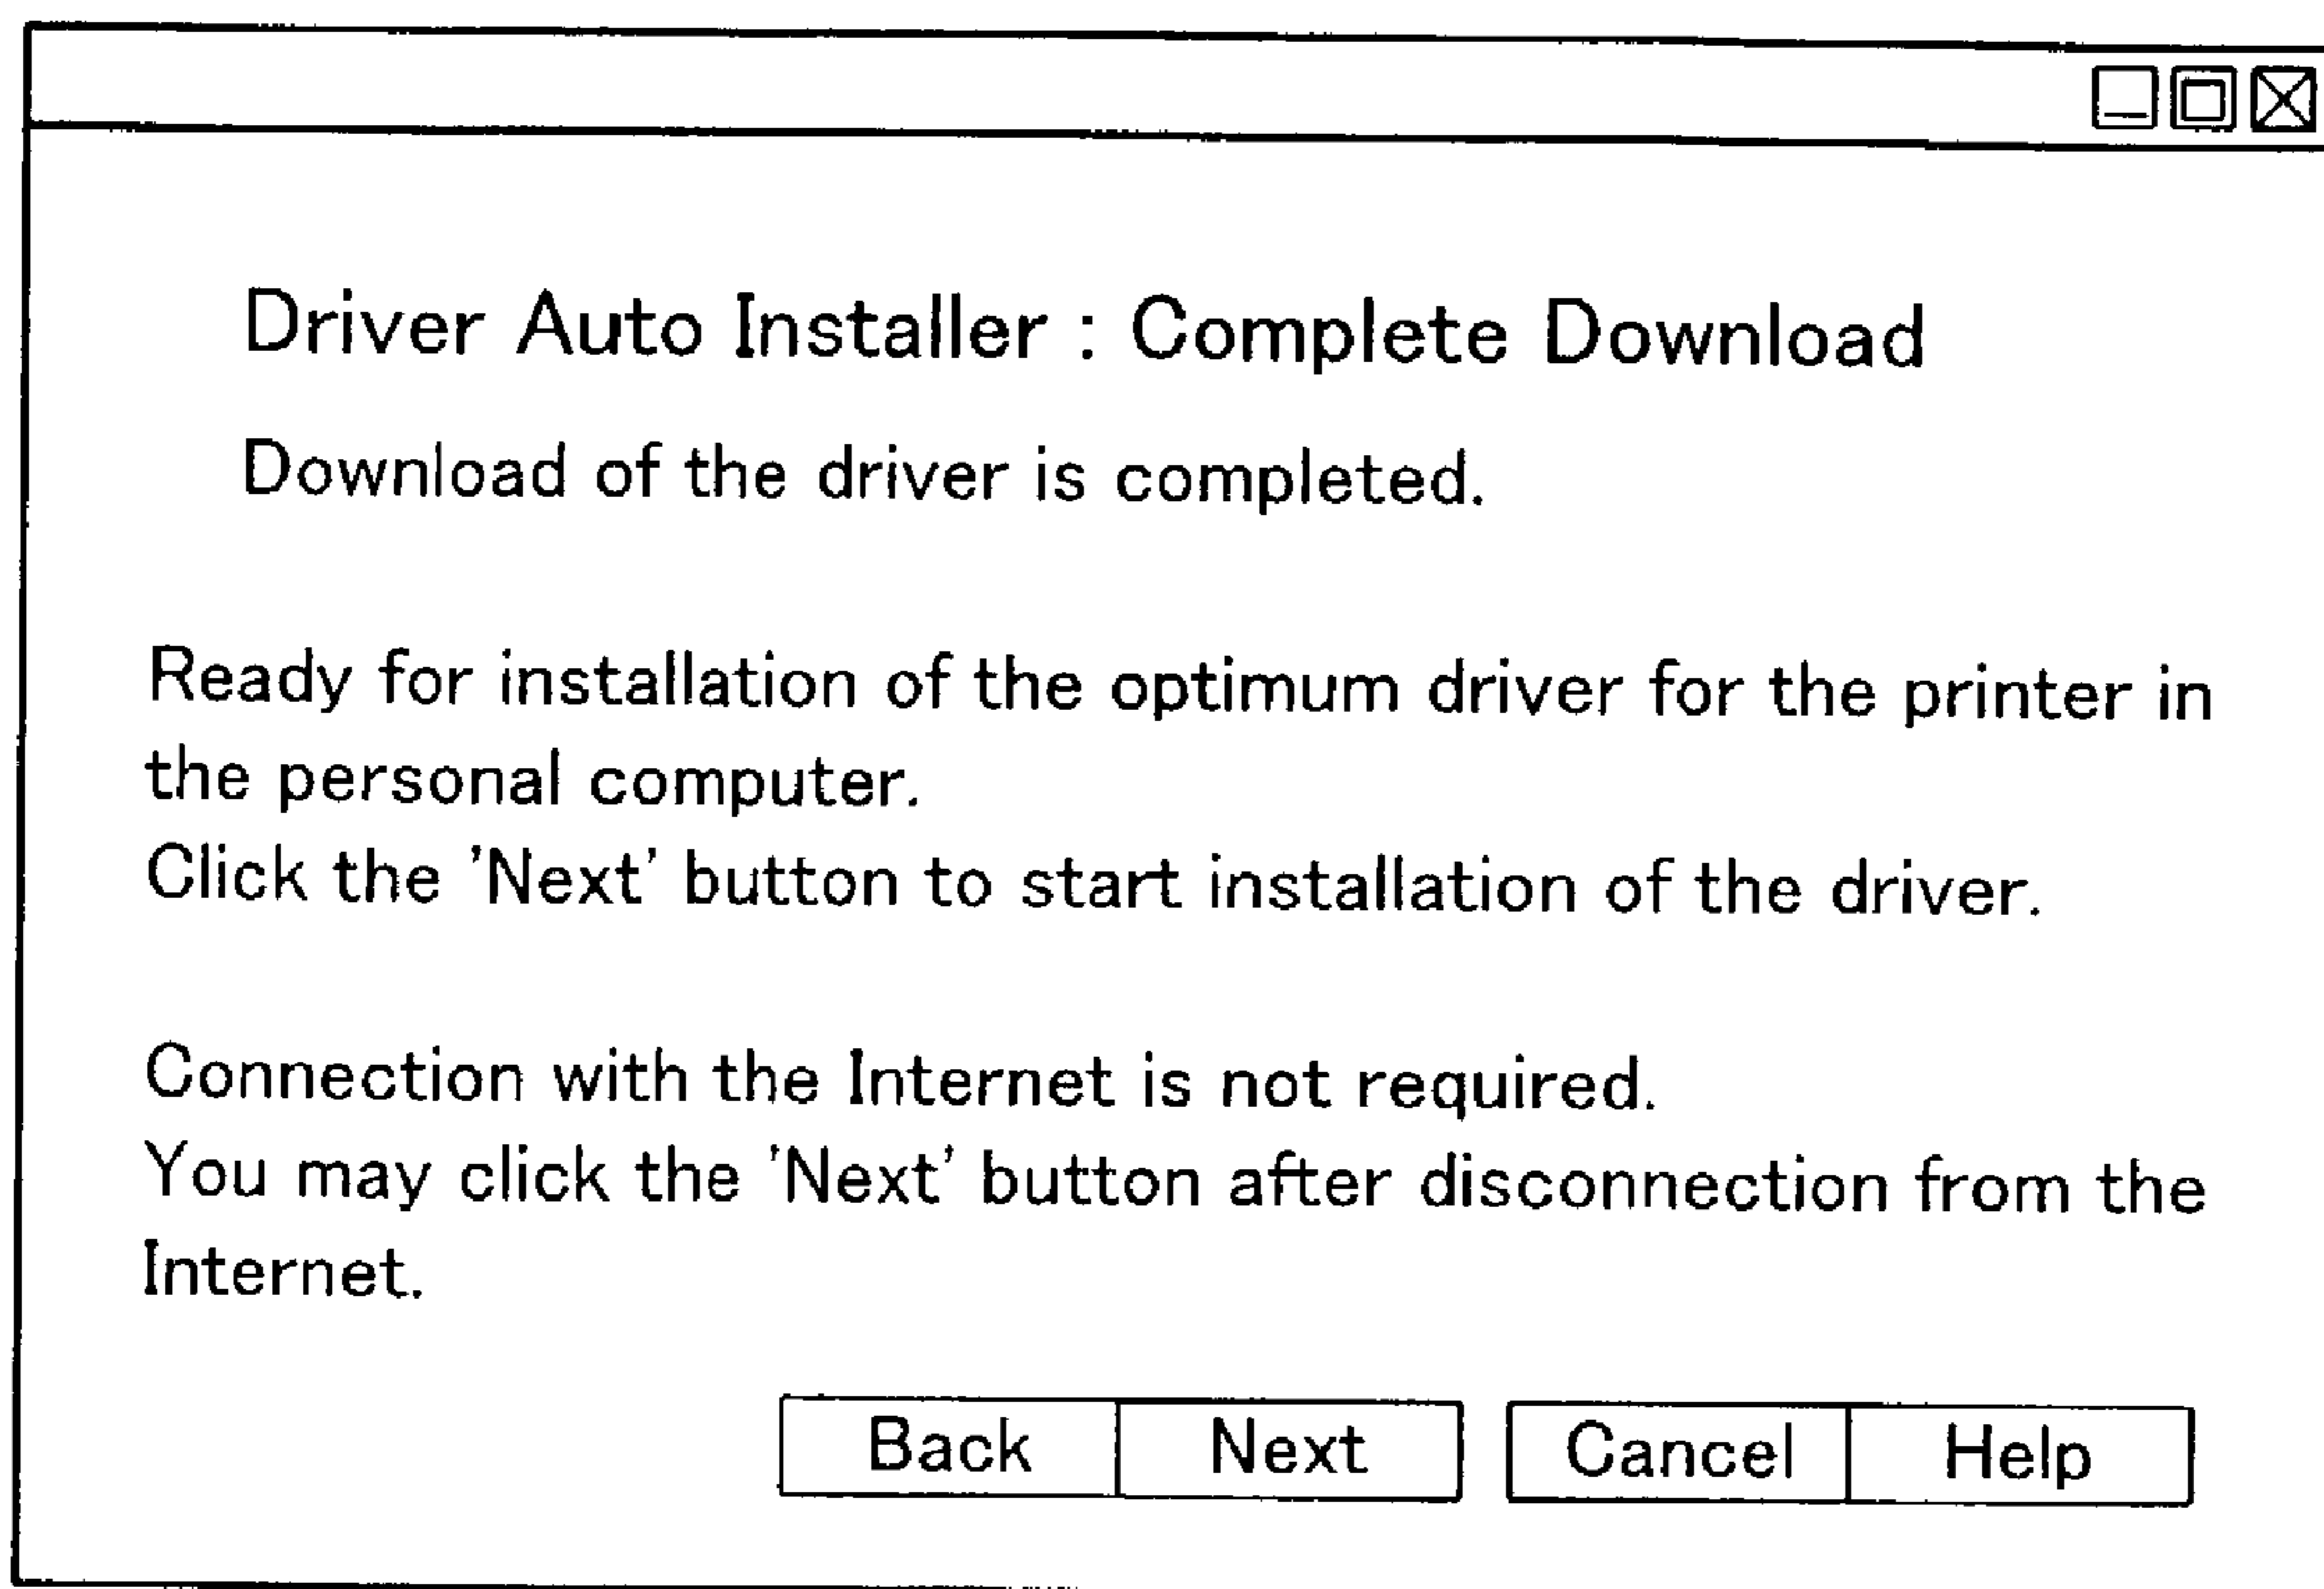 Driver Auto Installer : Complete Download
Download of the driver is completed.
Ready for installation of the optimum driver for the printer in
the personal computer.
Click the 'Next' button to start installation of the driver.
Connection with the Internet is not required.
You may click the 'Next' button after disconnection from the
Internet.
Back Next Cancel Help